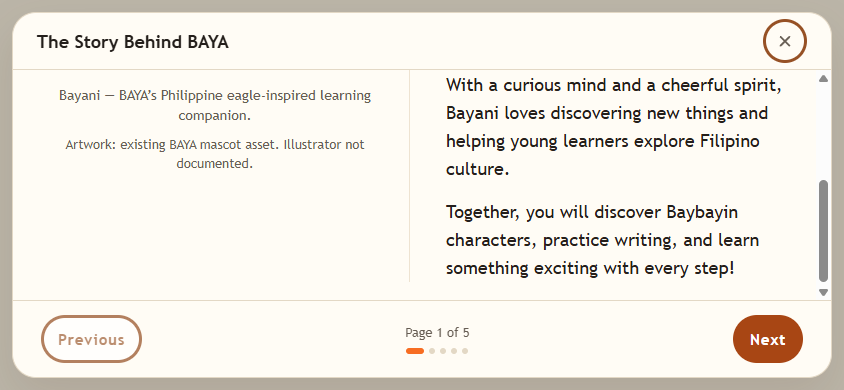 The Story Behind BAYA
Bayani — BAYA's Philippine eagle-inspired learning
companion.
Artwork: existing BAYA mascot asset. Illustrator not
documented.
With a curious mind and a cheerful spirit,
Bayani loves discovering new things and
helping young learners explore Filipino
culture.
Together, you will discover Baybayin
characters, practice writing, and learn
something exciting with every step!
Previous
Page 1 of 5
Next